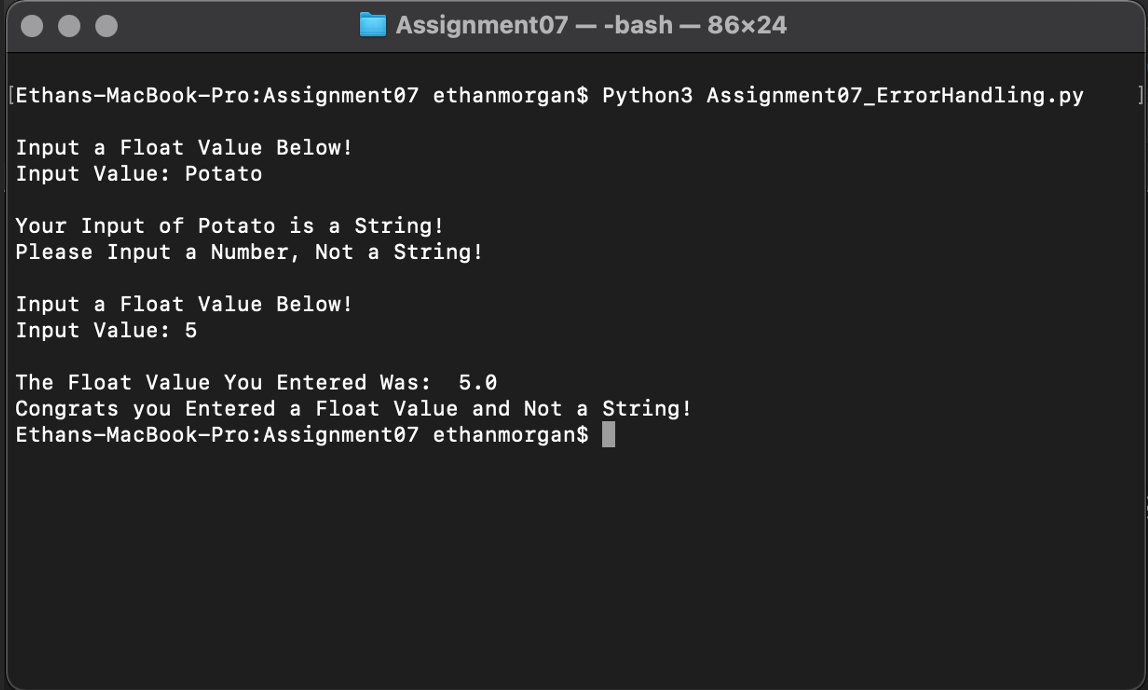 Assignment07 — -bash — 86×24
[Ethans-MacBook-Pro:Assignment07 ethanmorgan$ Python3 Assignment07_ErrorHandling.py ]
Input a Float Value Below!
Input Value: Potato
Your Input of Potato is a String!
Please Input a Number, Not a String!
Input a Float Value Below!
Input Value: 5
The Float Value You Entered Was:  5.0
Congrats you Entered a Float Value and Not a String!
Ethans-MacBook-Pro:Assignment07 ethanmorgan$